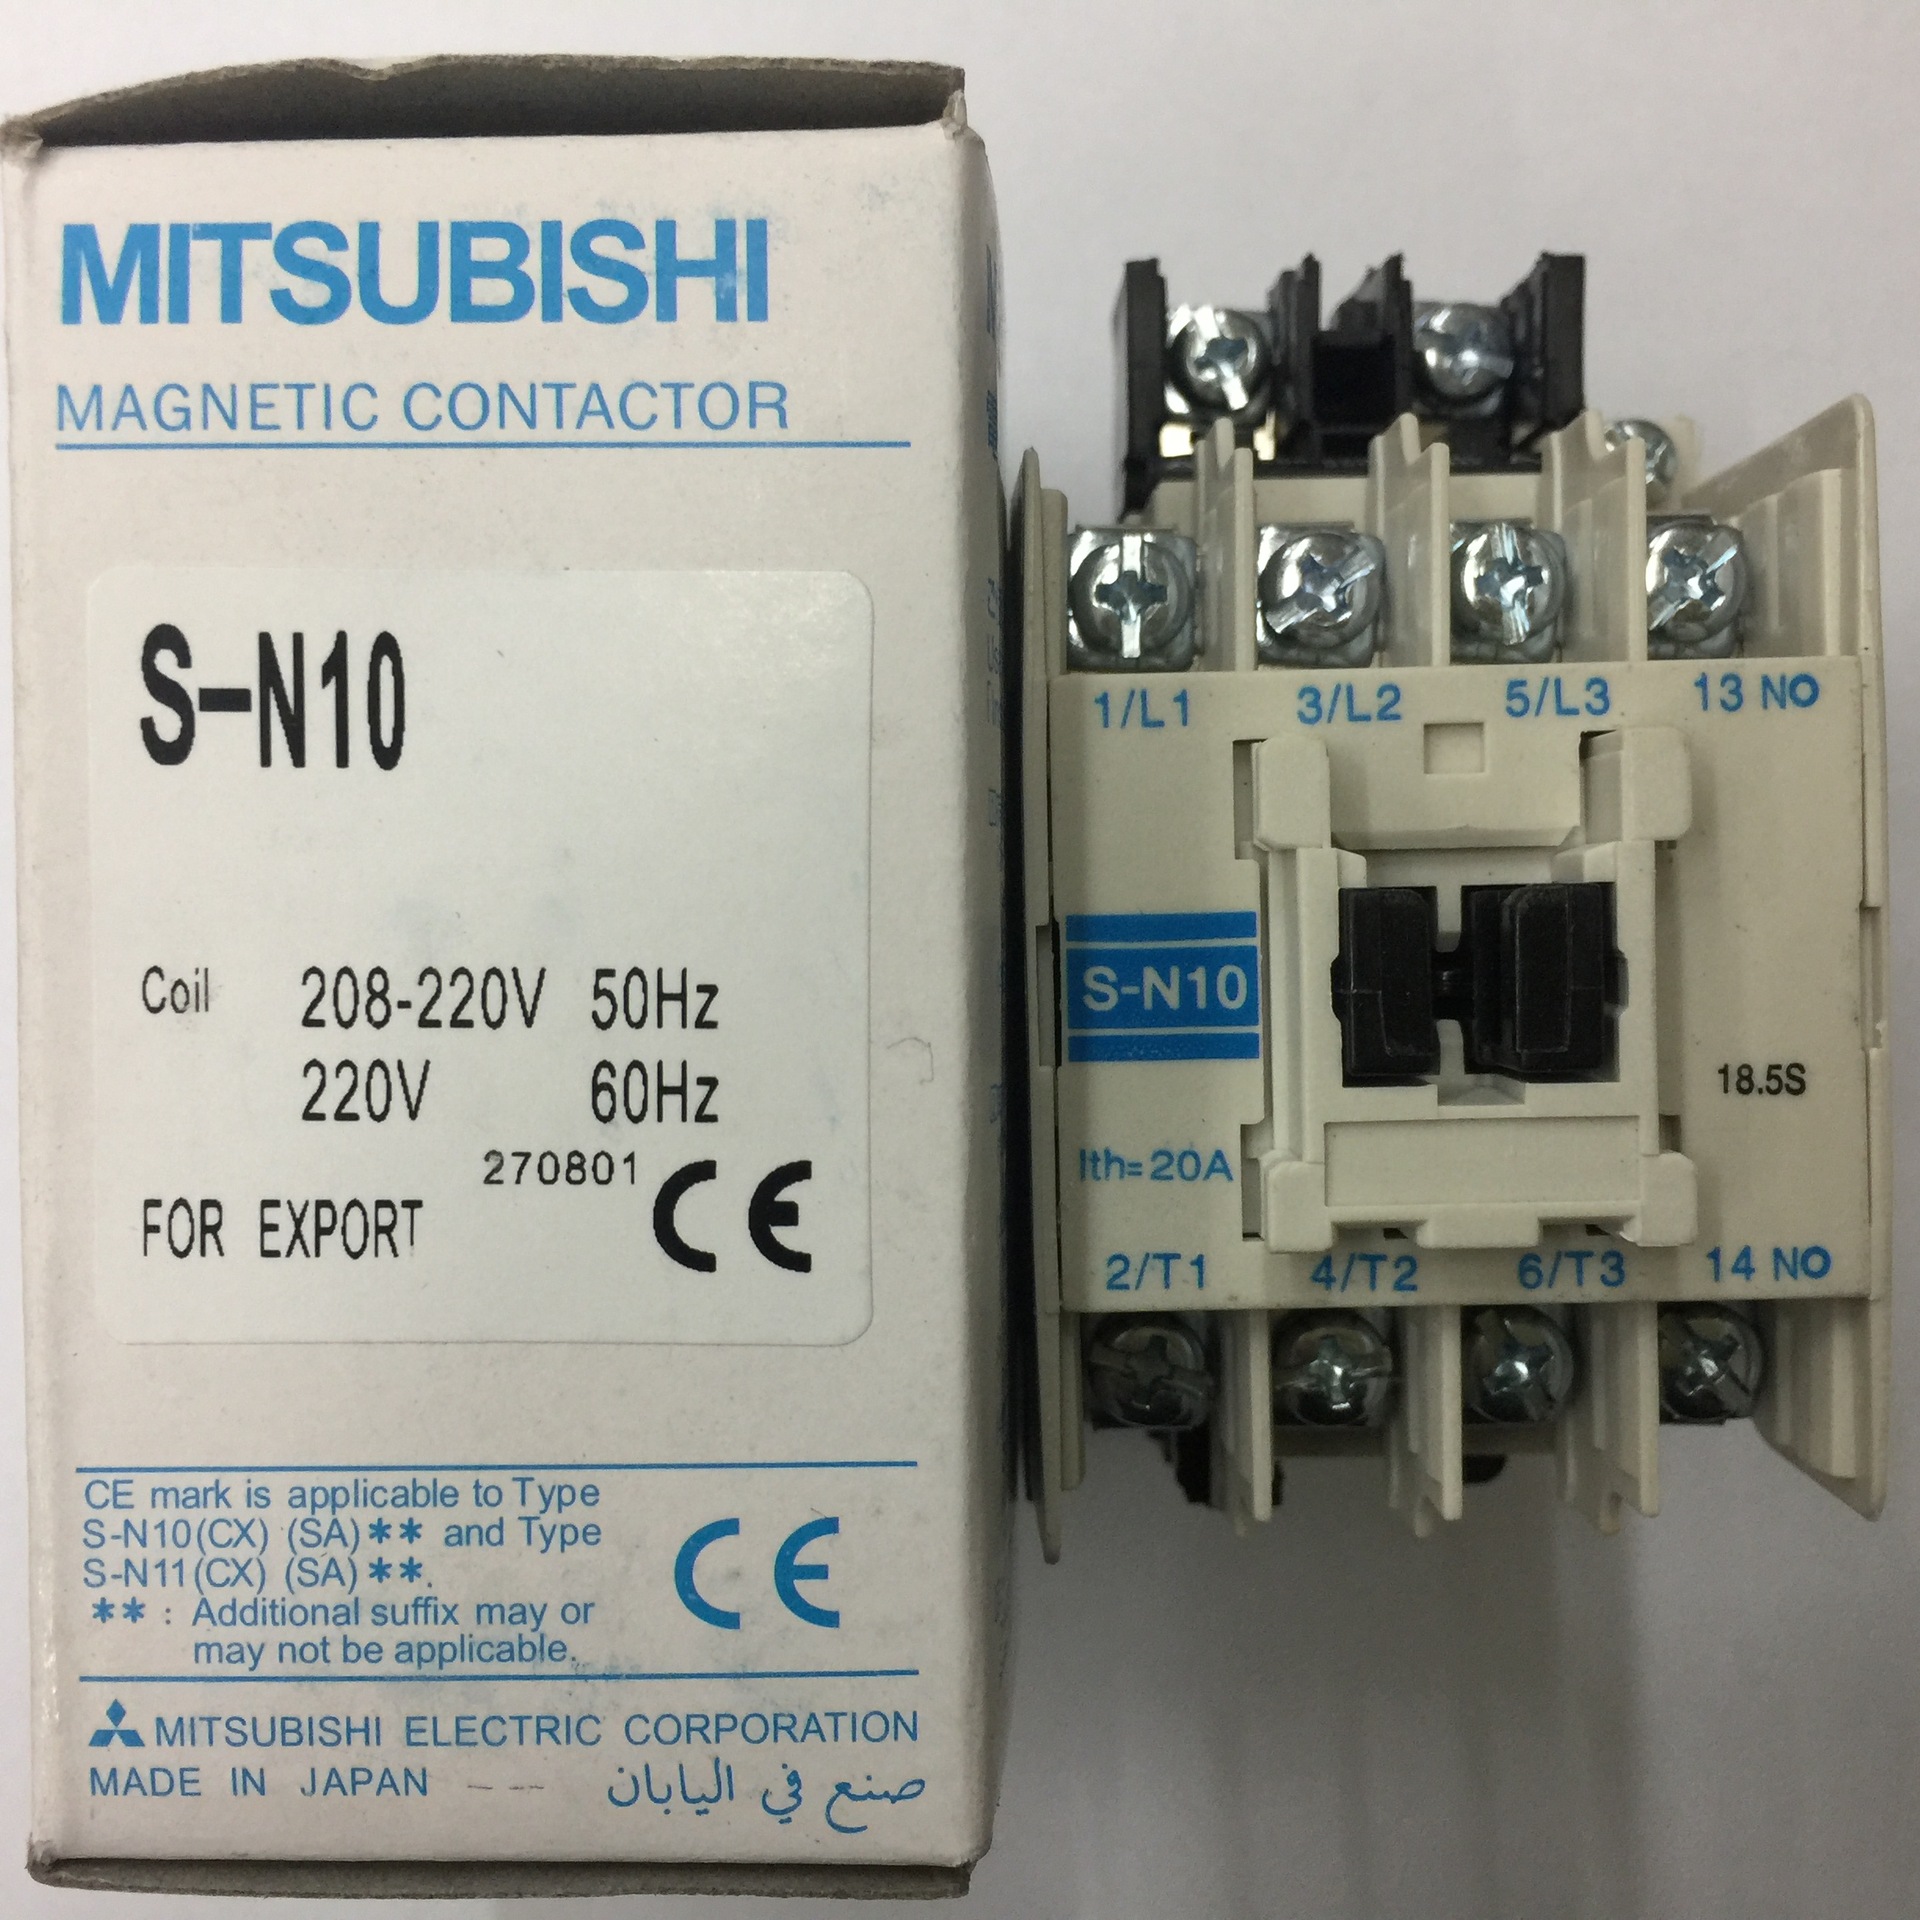 MITSUBISHI
MAGNETIC CONTACTOR
S-N10
Coil 208-220V 50Hz
220V 60Hz
270801
FOR EXPORT CE
CE mark is applicable to Type
S-N10(CX) (SA)** and Type
S-N11(CX) (SA)**.
** : Additional suffix may or
may not be applicable.
CE
MITSUBISHI ELECTRIC CORPORATION
MADE IN JAPAN صنع في اليابان
1/L1 3/L2 5/L3 13 NO
S-N10
18.5S
Ith=20A
2/T1 4/T2 6/T3 14 NO